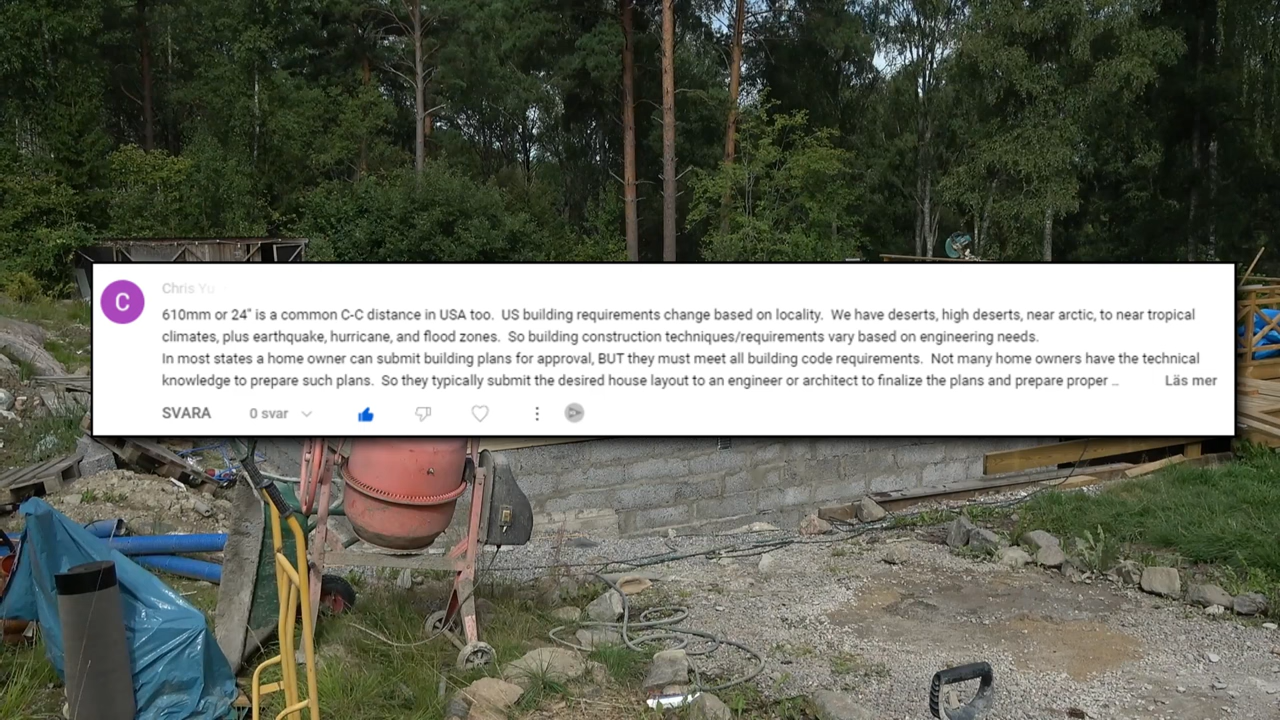 C
Chris Yu
610mm or 24" is a common C-C distance in USA too.  US building requirements change based on locality.  We have deserts, high deserts, near arctic, to near tropical
climates, plus earthquake, hurricane, and flood zones.  So building construction techniques/requirements vary based on engineering needs.
In most states a home owner can submit building plans for approval, BUT they must meet all building code requirements.  Not many home owners have the technical
knowledge to prepare such plans.  So they typically submit the desired house layout to an engineer or architect to finalize the plans and prepare proper ... Läs mer
SVARA 0 svar